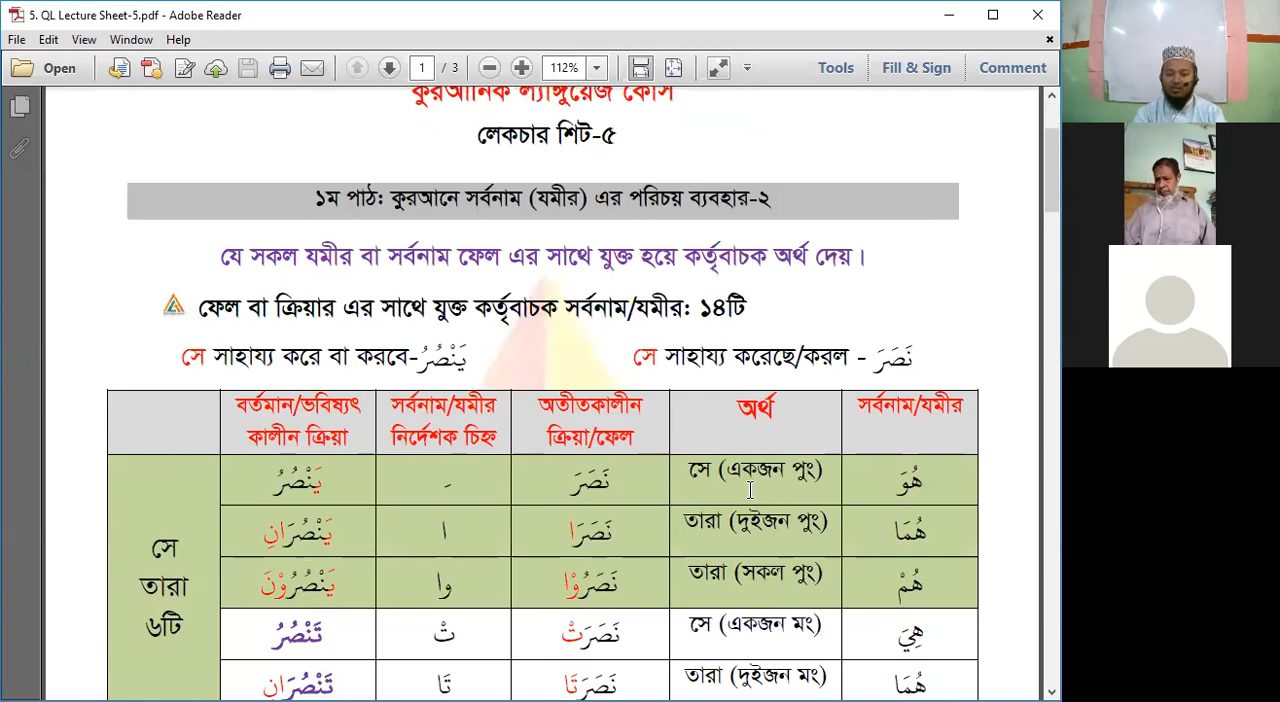 5. QL Lecture Sheet-5.pdf - Adobe Reader
File Edit View Window Help
Open 1 / 3 112% Tools Fill & Sign Comment
কুরআনিক ল্যাঙ্গুয়েজ কোর্স
লেকচার শিট-৫
১ম পাঠ: কুরআনে সর্বনাম (যমীর) এর পরিচয় ব্যবহার-২
যে সকল যমীর বা সর্বনাম ফেল এর সাথে যুক্ত হয়ে কর্তৃবাচক অর্থ দেয়।
ফেল বা ক্রিয়ার এর সাথে যুক্ত কর্তৃবাচক সর্বনাম/যমীর: ১৪টি
সে সাহায্য করে বা করবে-يَنْصُرُ সে সাহায্য করেছে/করল - نَصَرَ
বর্তমান/ভবিষ্যৎ কালীন ক্রিয়া সর্বনাম/যমীর নির্দেশক চিহ্ন অতীতকালীন ক্রিয়া/ফেল অর্থ সর্বনাম/যমীর
يَنْصُرُ َ- نَصَرَ সে (একজন পুং) هُوَ
يَنْصُرَانِ ا نَصَرَا তারা (দুইজন পুং) هُمَا
يَنْصُرُوْنَ وا نَصَرُوْا তারা (সকল পুং) هُمْ
تَنْصُرُ تْ نَصَرَتْ সে (একজন মং) هِيَ
تَنْصُرَانِ تَا نَصَرَتَا তারা (দুইজন মং) هُمَا
সে
তারা
৬টি